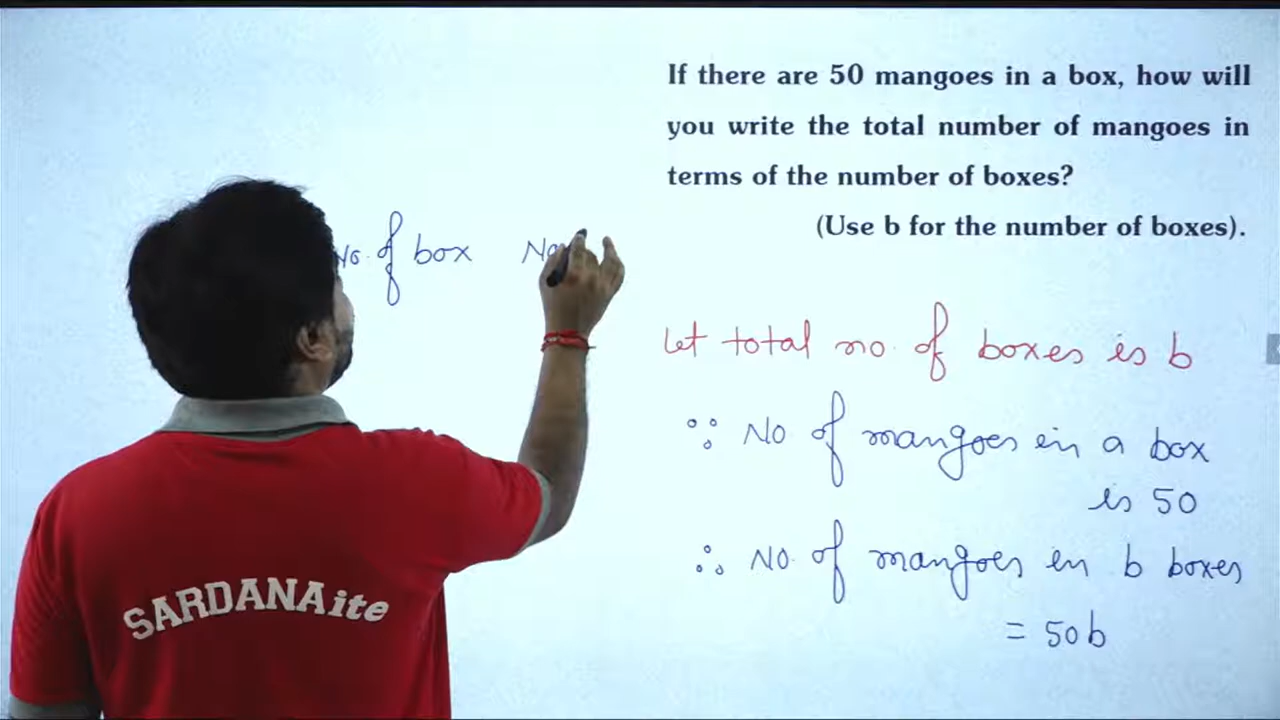 If there are 50 mangoes in a box, how will
you write the total number of mangoes in
terms of the number of boxes?
(Use b for the number of boxes).
No. of box No
let total no. of boxes is b
∵ No of mangoes in a box
is 50
∴ No. of mangoes in b boxes
= 50b
SARDANAite